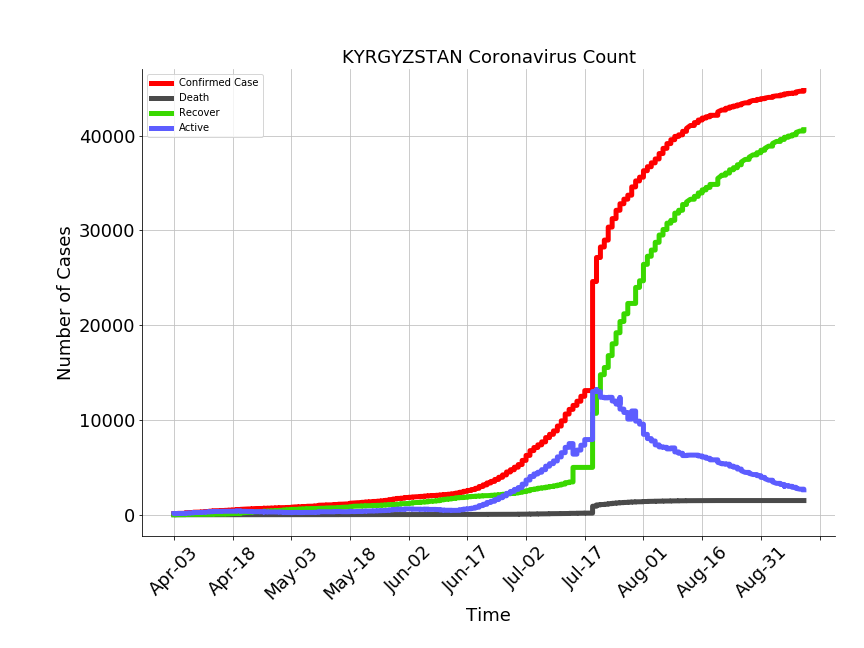 KYRGYZSTAN Coronavirus Count
Confirmed Case
Death
Recover
Active
Number of Cases
40000
30000
20000
10000
0
Apr-03 Apr-18 May-03 May-18 Jun-02 Jun-17 Jul-02 Jul-17 Aug-01 Aug-16 Aug-31
Time